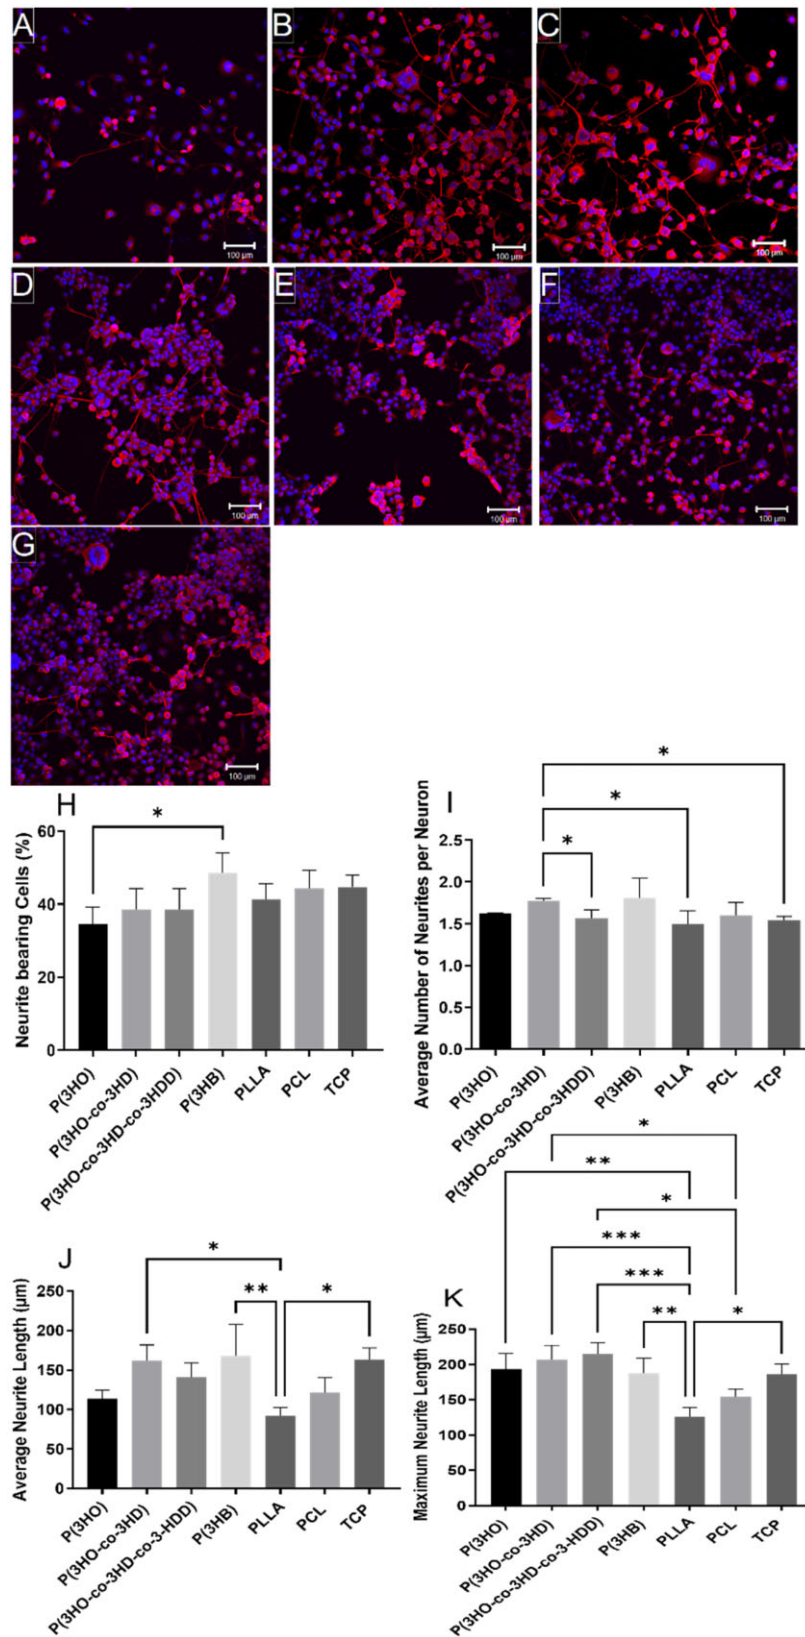 A
B
C
100 µm
100 µm
100 µm
D
E
F
100 µm
100 µm
100 µm
G
100 µm
H
*
Neurite bearing Cells (%)
60
40
20
0
P(3HO)
P(3HO-co-3HD)
P(3HO-co-3HD-co-3HDD)
P(3HB)
PLLA
PCL
TCP
I
*
*
*
Average Number of Neurites per Neuron
2.5
2.0
1.5
1.0
0.5
0.0
P(3HO)
P(3HO-co-3HD)
P(3HO-co-3HD-co-3HDD)
P(3HB)
PLLA
PCL
TCP
J
*
**
*
Average Neurite Length (µm)
250
200
150
100
50
0
P(3HO)
P(3HO-co-3HD)
P(3HO-co-3HD-co-3-HDD)
P(3HB)
PLLA
PCL
TCP
K
*
**
*
***
***
**
*
Maximum Neurite Length (µm)
250
200
150
100
50
0
P(3HO)
P(3HO-co-3HD)
P(3HO-co-3HD-co-3-HDD)
P(3HB)
PLLA
PCL
TCP